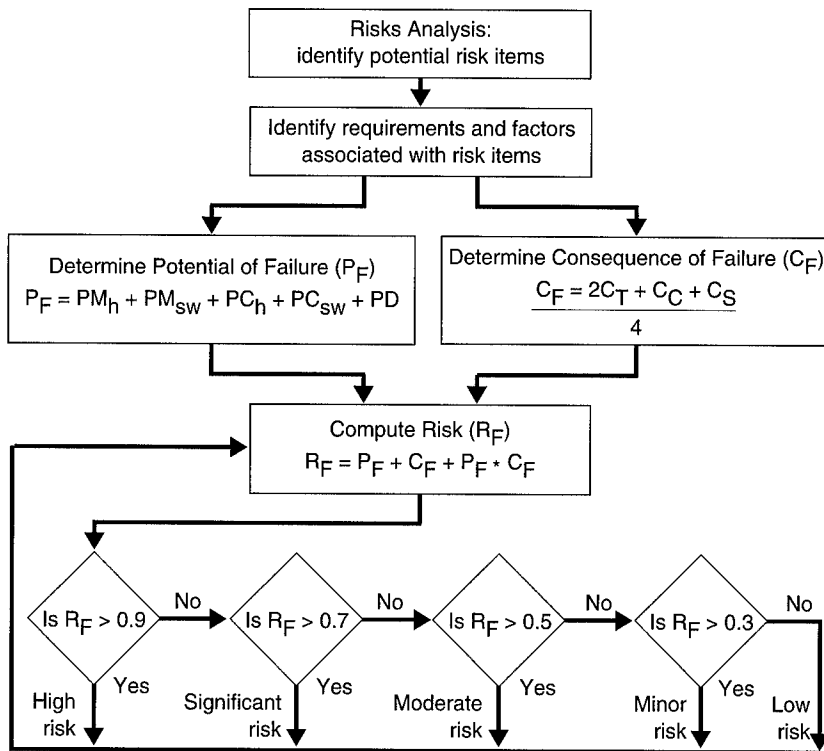 Risks Analysis:
identify potential risk items
Identify requirements and factors
associated with risk items
Determine Potential of Failure (PF)
PF = PMh + PMsw + PCh + PCsw + PD
Determine Consequence of Failure (CF)
CF = 2CT + CC + CS
4
Compute Risk (RF)
RF = PF + CF + PF * CF
Is RF > 0.9
No
Is RF > 0.7
No
Is RF > 0.5
No
Is RF > 0.3
No
High
risk
Yes
Significant
risk
Yes
Moderate
risk
Yes
Minor
risk
Yes
Low
risk